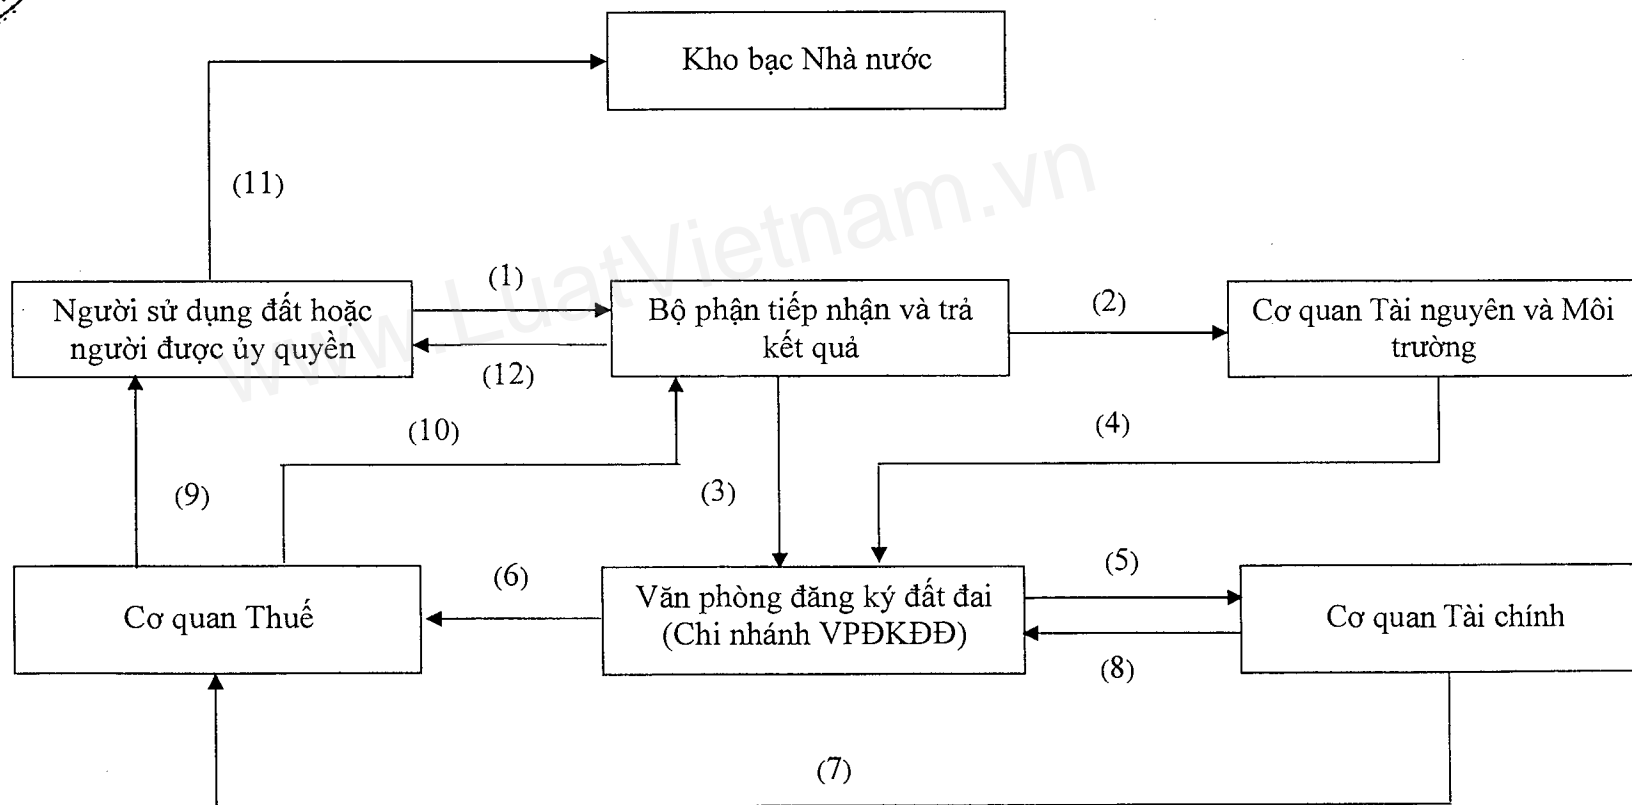 Kho bạc Nhà nước
(11)
www.LuatVietnam.vn
(1)
(2)
Người sử dụng đất hoặc
người được ủy quyền
Bộ phận tiếp nhận và trả
kết quả
Cơ quan Tài nguyên và Môi
trường
(12)
(10)
(4)
(9)
(3)
(6)
(5)
Cơ quan Thuế
Văn phòng đăng ký đất đai
(Chi nhánh VPĐKĐĐ)
Cơ quan Tài chính
(8)
(7)